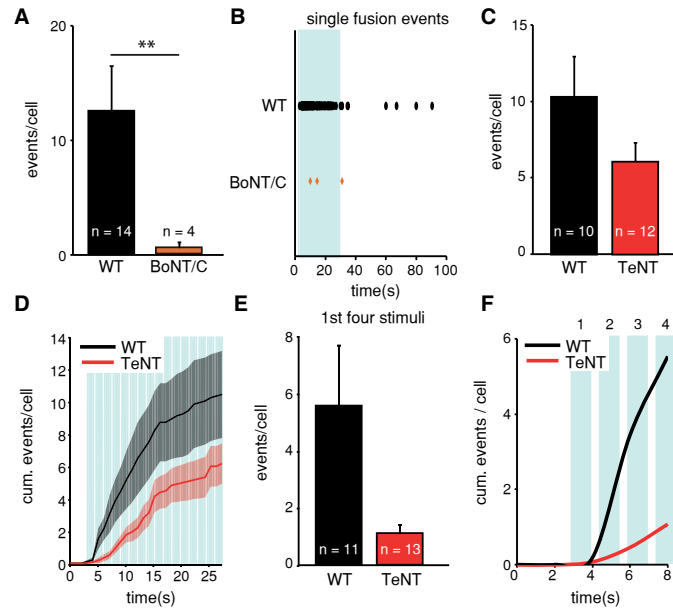 A
20
10
0
events/cell
**
n = 14
n = 4
WT
BoNT/C
B
single fusion events
WT
BoNT/C
0
20
40
60
80
100
time(s)
C
15
10
5
0
events/cell
n = 10
n = 12
WT
TeNT
D
14
12
10
8
6
4
2
0
cum. events/cell
WT
TeNT
0
5
10
15
20
25
time(s)
E
1st four stimuli
8
6
4
2
0
events/cell
n = 11
n = 13
WT
TeNT
F
1
2
3
4
WT
TeNT
6
4
2
0
cum. events / cell
0
2
4
6
8
time(s)